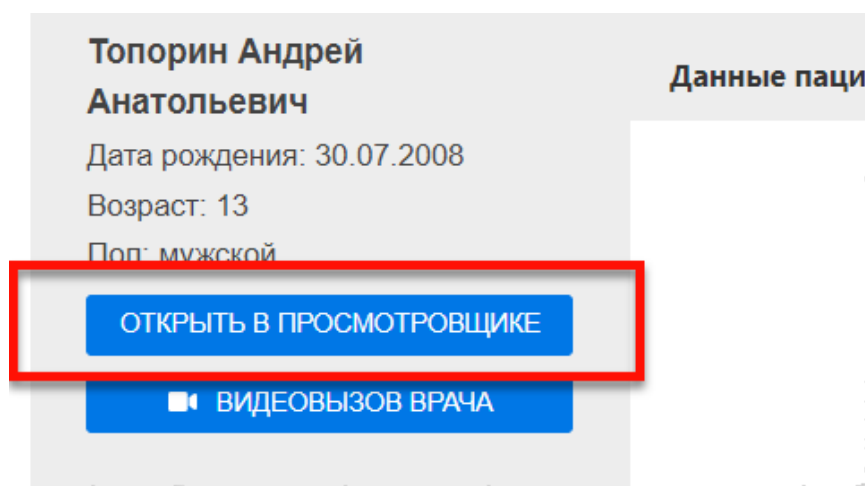 Топорин Андрей
Анатольевич
Данные паци
Дата рождения: 30.07.2008
Возраст: 13
Пол: мужской
ОТКРЫТЬ В ПРОСМОТРОВЩИКЕ
ВИДЕОВЫЗОВ ВРАЧА